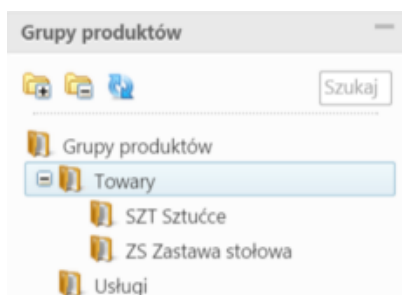 Grupy produktów
Szukaj
Grupy produktów
Towary
SZT Sztućce
ZS Zastawa stołowa
Usługi